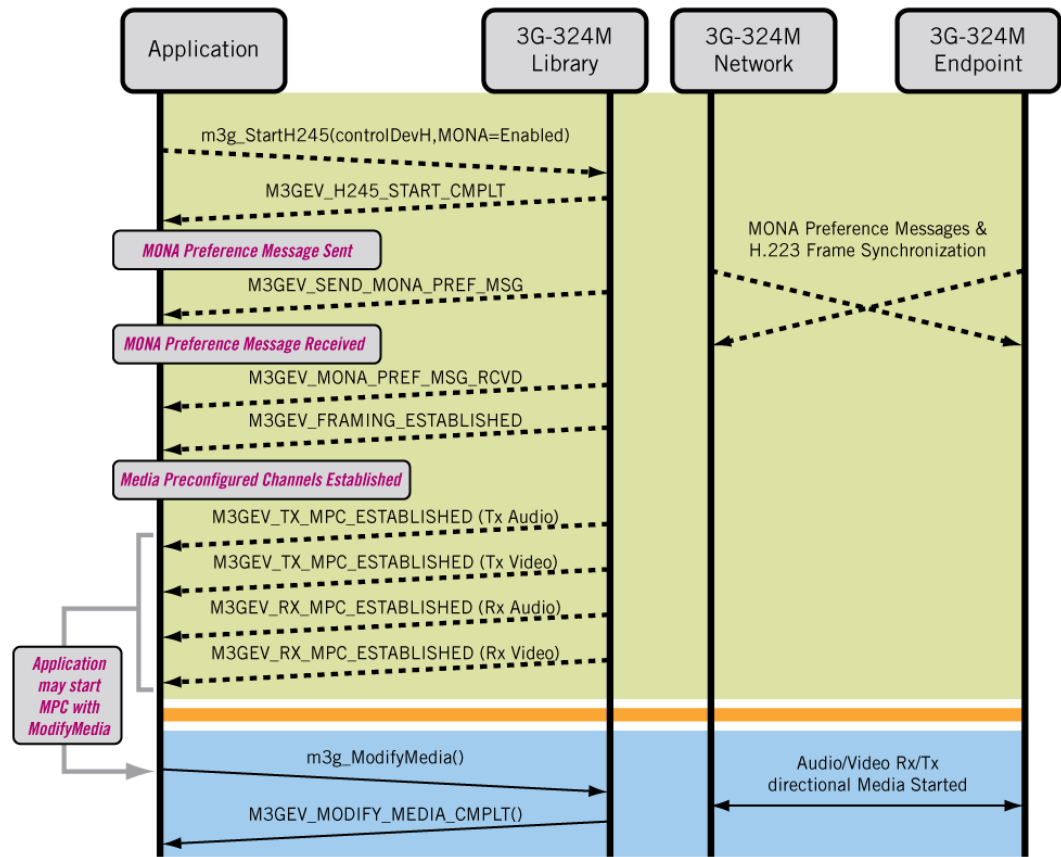 Application
3G-324M
Library
3G-324M
Network
3G-324M
Endpoint
m3g_StartH245(controlDevH,MONA=Enabled)
M3GEV_H245_START_CMPLT
MONA Preference Message Sent
MONA Preference Messages &
H.223 Frame Synchronization
M3GEV_SEND_MONA_PREF_MSG
MONA Preference Message Received
M3GEV_MONA_PREF_MSG_RCVD
M3GEV_FRAMING_ESTABLISHED
Media Preconfigured Channels Established
M3GEV_TX_MPC_ESTABLISHED (Tx Audio)
M3GEV_TX_MPC_ESTABLISHED (Tx Video)
M3GEV_RX_MPC_ESTABLISHED (Rx Audio)
M3GEV_RX_MPC_ESTABLISHED (Rx Video)
Application
may start
MPC with
ModifyMedia
m3g_ModifyMedia()
Audio/Video Rx/Tx
directional Media Started
M3GEV_MODIFY_MEDIA_CMPLT()